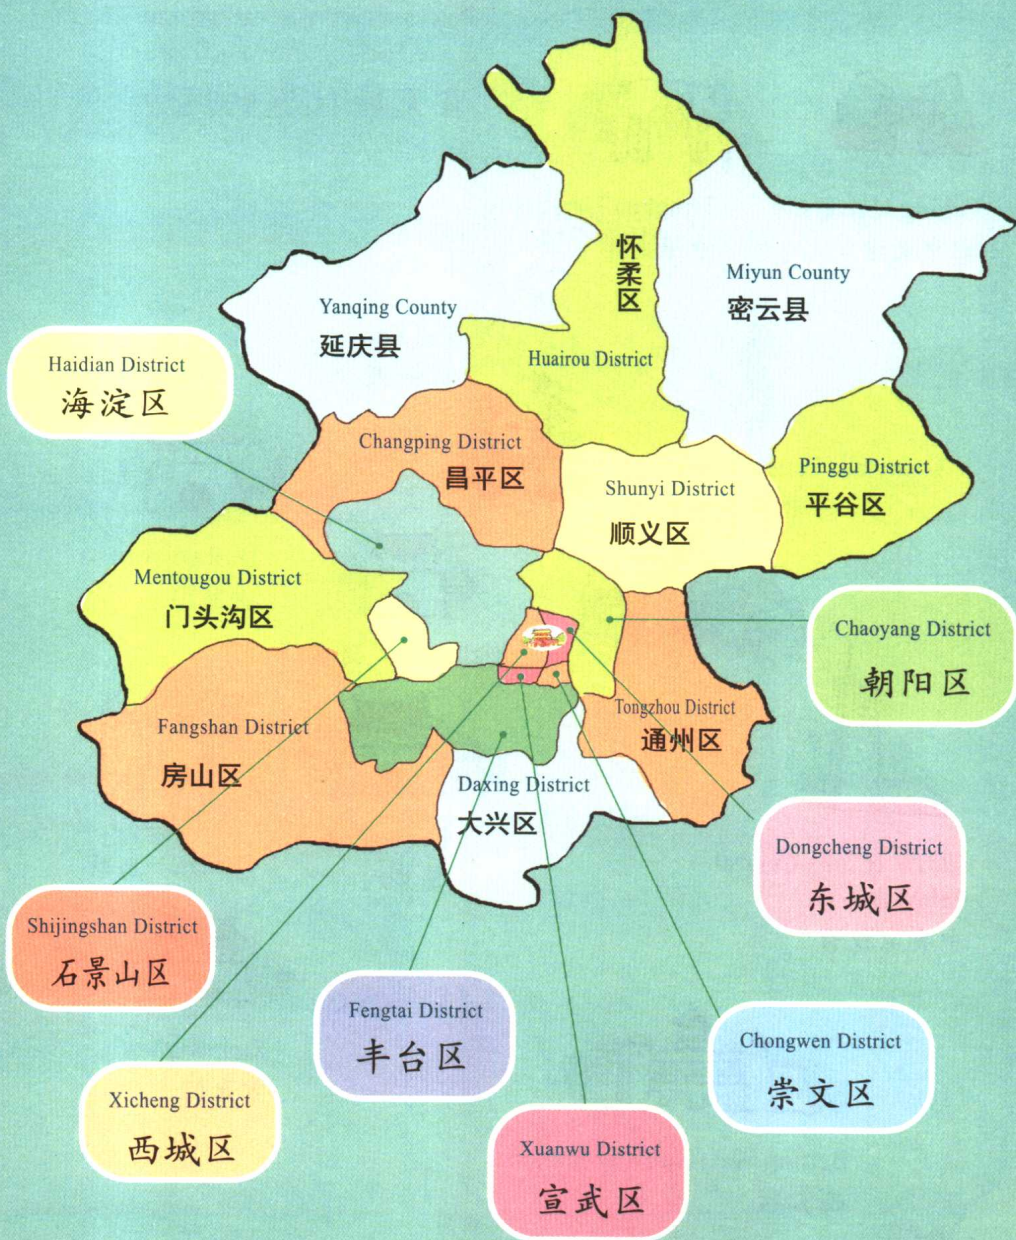 怀柔区
Miyun County
密云县
Yanqing County
延庆县
Huairou District
Haidian District
海淀区
Changping District
昌平区
Pinggu District
平谷区
Shunyi District
顺义区
Mentougou District
门头沟区
Chaoyang District
朝阳区
Tongzhou District
通州区
Fangshan District
房山区
Daxing District
大兴区
Dongcheng District
东城区
Shijingshan District
石景山区
Fengtai District
丰台区
Chongwen District
崇文区
Xicheng District
西城区
Xuanwu District
宣武区